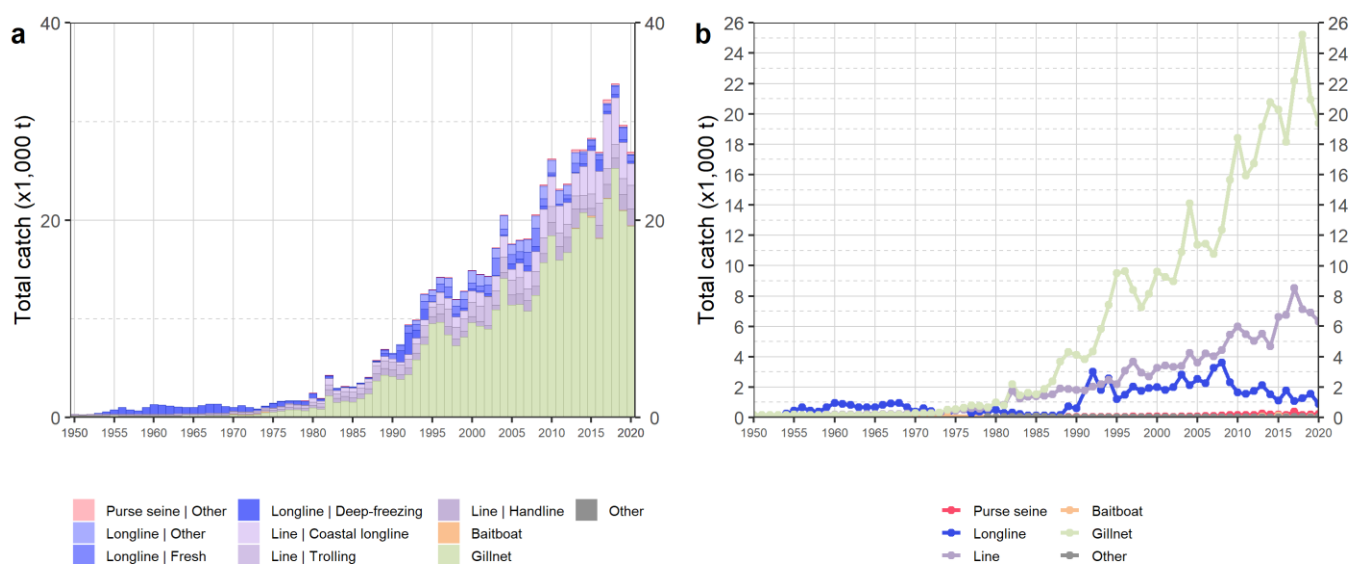 a
Total catch (x1,000 t)
40
20
0
40
20
0
1950 1955 1960 1965 1970 1975 1980 1985 1990 1995 2000 2005 2010 2015 2020
Purse seine | Other
Longline | Other
Longline | Fresh
Longline | Deep-freezing
Line | Coastal longline
Line | Trolling
Line | Handline
Baitboat
Gillnet
Other
b
Total catch (x1,000 t)
26
24
22
20
18
16
14
12
10
8
6
4
2
0
26
24
22
20
18
16
14
12
10
8
6
4
2
0
1950 1955 1960 1965 1970 1975 1980 1985 1990 1995 2000 2005 2010 2015 2020
Purse seine
Longline
Line
Baitboat
Gillnet
Other